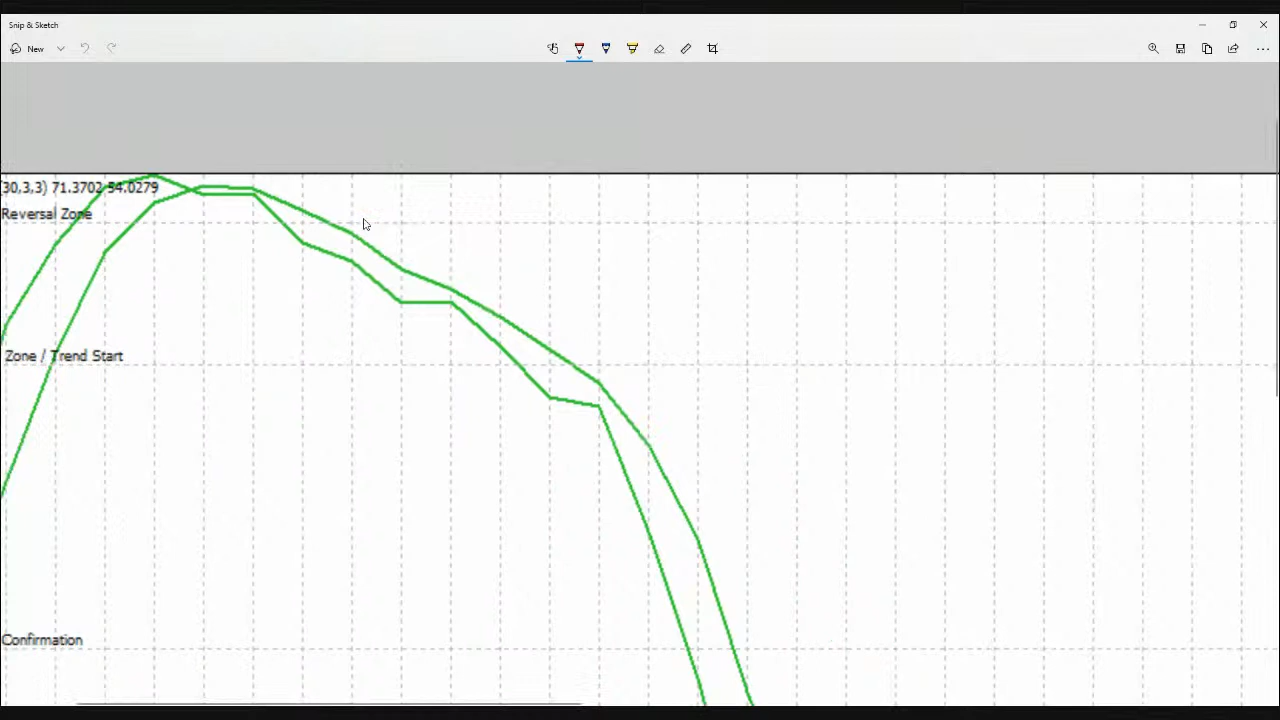 Snip & Sketch
New
(30,3,3) 71.3702 54.0279
Reversal Zone
Zone / Trend Start
Confirmation